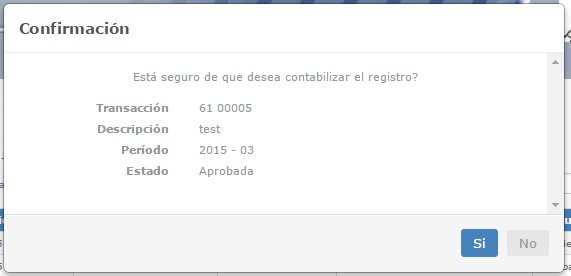 Confirmación
Está seguro de que desea contabilizar el registro?
Transacción 61 00005
Descripción test
Período 2015 - 03
Estado Aprobada
Si No